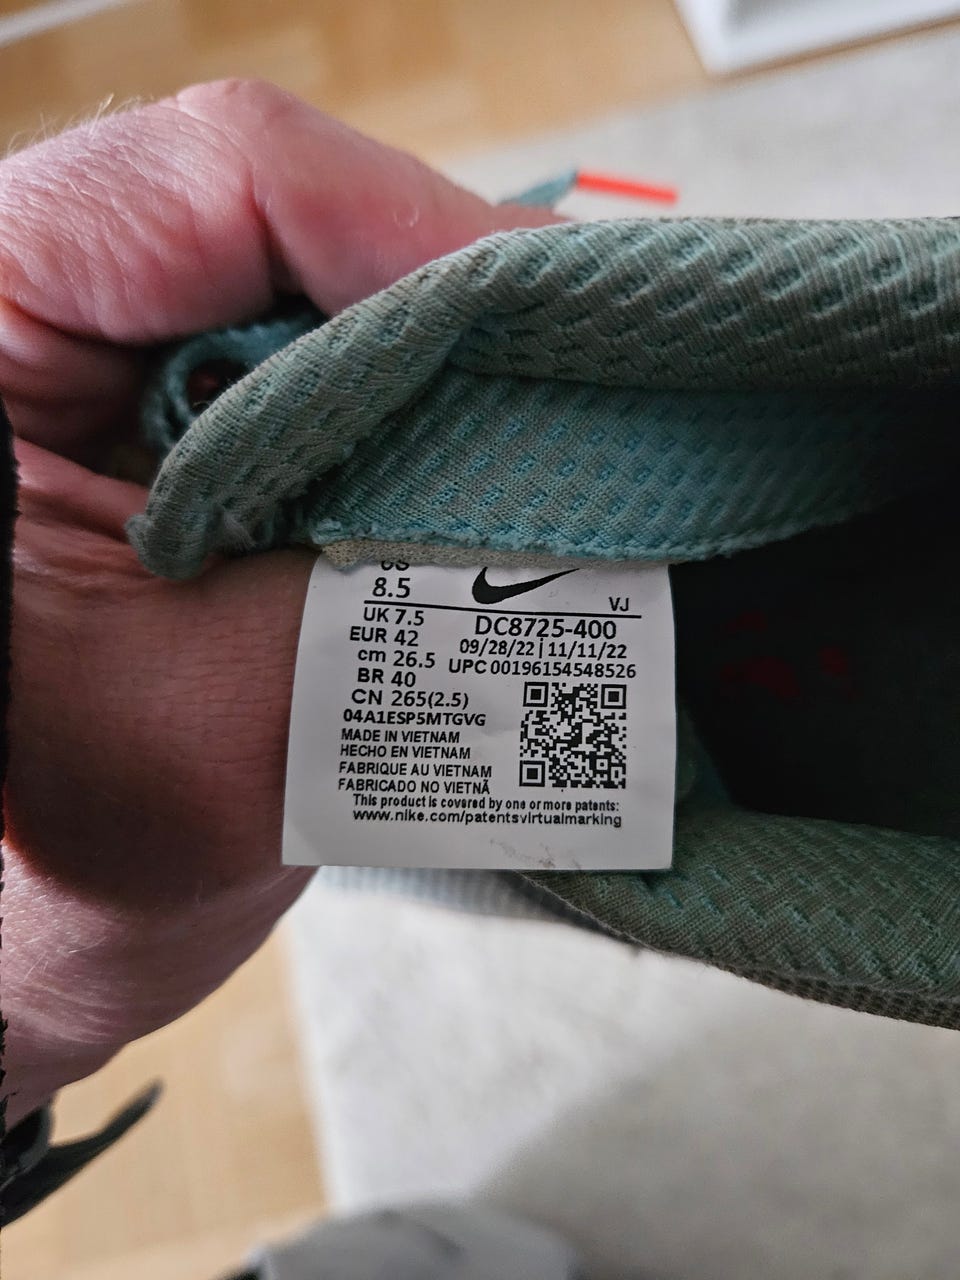 US
8.5
VJ
UK 7.5
DC8725-400
EUR 42
09/28/22 | 11/11/22
cm 26.5
UPC 00196154548526
BR 40
CN 265(2.5)
04A1ESP5MTGVG
MADE IN VIETNAM
HECHO EN VIETNAM
FABRIQUE AU VIETNAM
FABRICADO NO VIETNÃ
This product is covered by one or more patents:
www.nike.com/patentsvirtualmarking